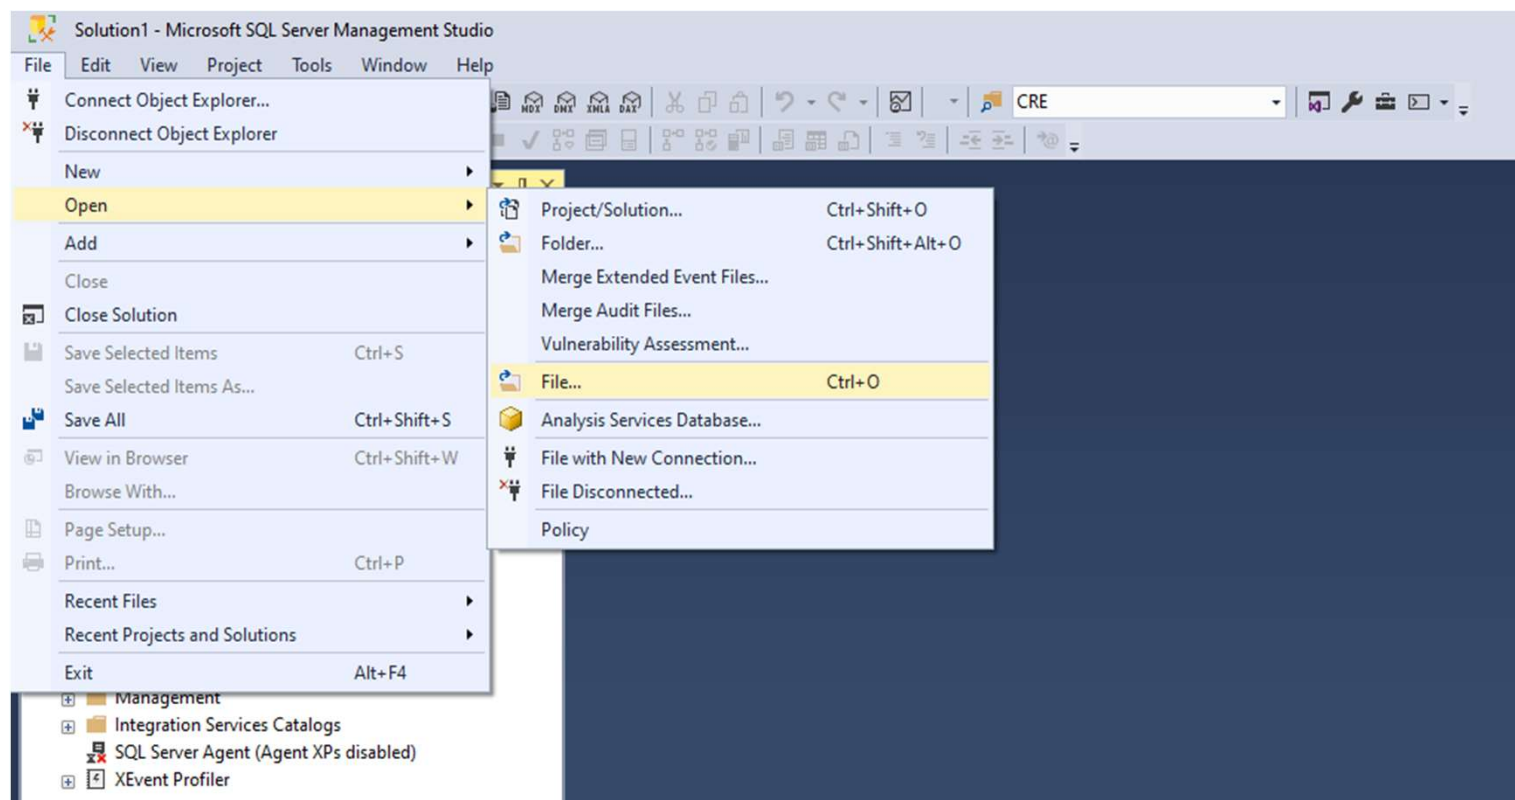 Solution1 - Microsoft SQL Server Management Studio
File Edit View Project Tools Window Help
MDX DMX XMLA DAX CRE
Connect Object Explorer...
Disconnect Object Explorer
New
Open
Add
Close
Close Solution
Save Selected Items Ctrl+S
Save Selected Items As...
Save All Ctrl+Shift+S
View in Browser Ctrl+Shift+W
Browse With...
Page Setup...
Print... Ctrl+P
Recent Files
Recent Projects and Solutions
Exit Alt+F4
Project/Solution... Ctrl+Shift+O
Folder... Ctrl+Shift+Alt+O
Merge Extended Event Files...
Merge Audit Files...
Vulnerability Assessment...
File... Ctrl+O
Analysis Services Database...
File with New Connection...
File Disconnected...
Policy
Management
Integration Services Catalogs
SQL Server Agent (Agent XPs disabled)
XEvent Profiler